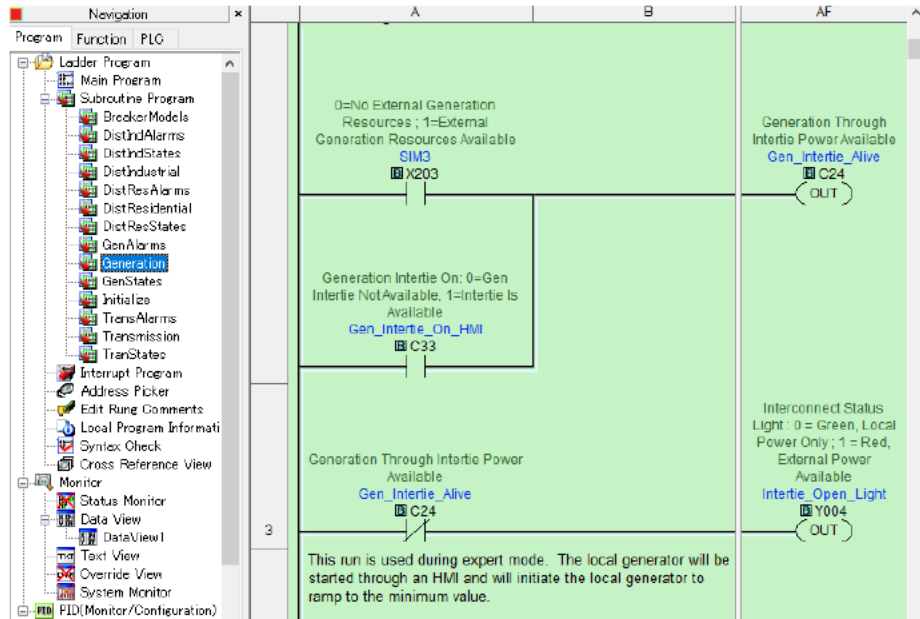 Navigation
×
Program
Function
PLC
Ladder Program
Main Program
Subroutine Program
BreakerModels
DistIndAlarms
DistIndStates
DistIndustrial
DistResAlarms
DistResidential
DistResStates
GenAlarms
Generation
GenStates
Initialize
TransAlarms
Transmission
TranStates
Interrupt Program
Address Picker
Edit Rung Comments
Local Program Informati
Syntax Check
Cross Reference View
Monitor
Status Monitor
Data View
DataView1
Text View
Override View
System Monitor
PID(Monitor/Configuration)
A
B
AF
0=No External Generation
Resources ; 1=External
Generation Resources Available
SIM3
X203
Generation Through
Intertie Power Available
Gen_Intertie_Alive
C24
OUT
Generation Intertie On: 0=Gen
Intertie NotAvailable, 1=Intertie Is
Available
Gen_Intertie_On_HMI
C33
3
Generation Through Intertie Power
Available
Gen_Intertie_Alive
C24
Interconnect Status
Light : 0 = Green, Local
Power Only ; 1 = Red,
External Power
Available
Intertie_Open_Light
Y004
OUT
This run is used during expert mode. The local generator will be
started through an HMI and will initiate the local generator to
ramp to the minimum value.